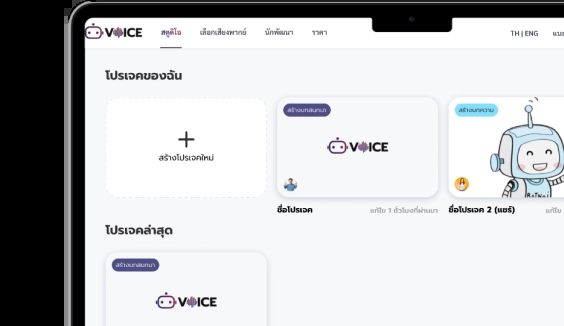 VOICE สตูดิโอ เลือกเสียงพากย์ นักพัฒนา ราคา TH | ENG
โปรเจคของฉัน
สร้างโปรเจคใหม่
สร้างบทสนทนา
VOICE
สร้างบทความ
ชื่อโปรเจค แก้ไข 1 ชั่วโมงที่ผ่านมา
ชื่อโปรเจค 2 (แชร์) แก้ไข
โปรเจคล่าสุด
สร้างบทสนทนา
VOICE